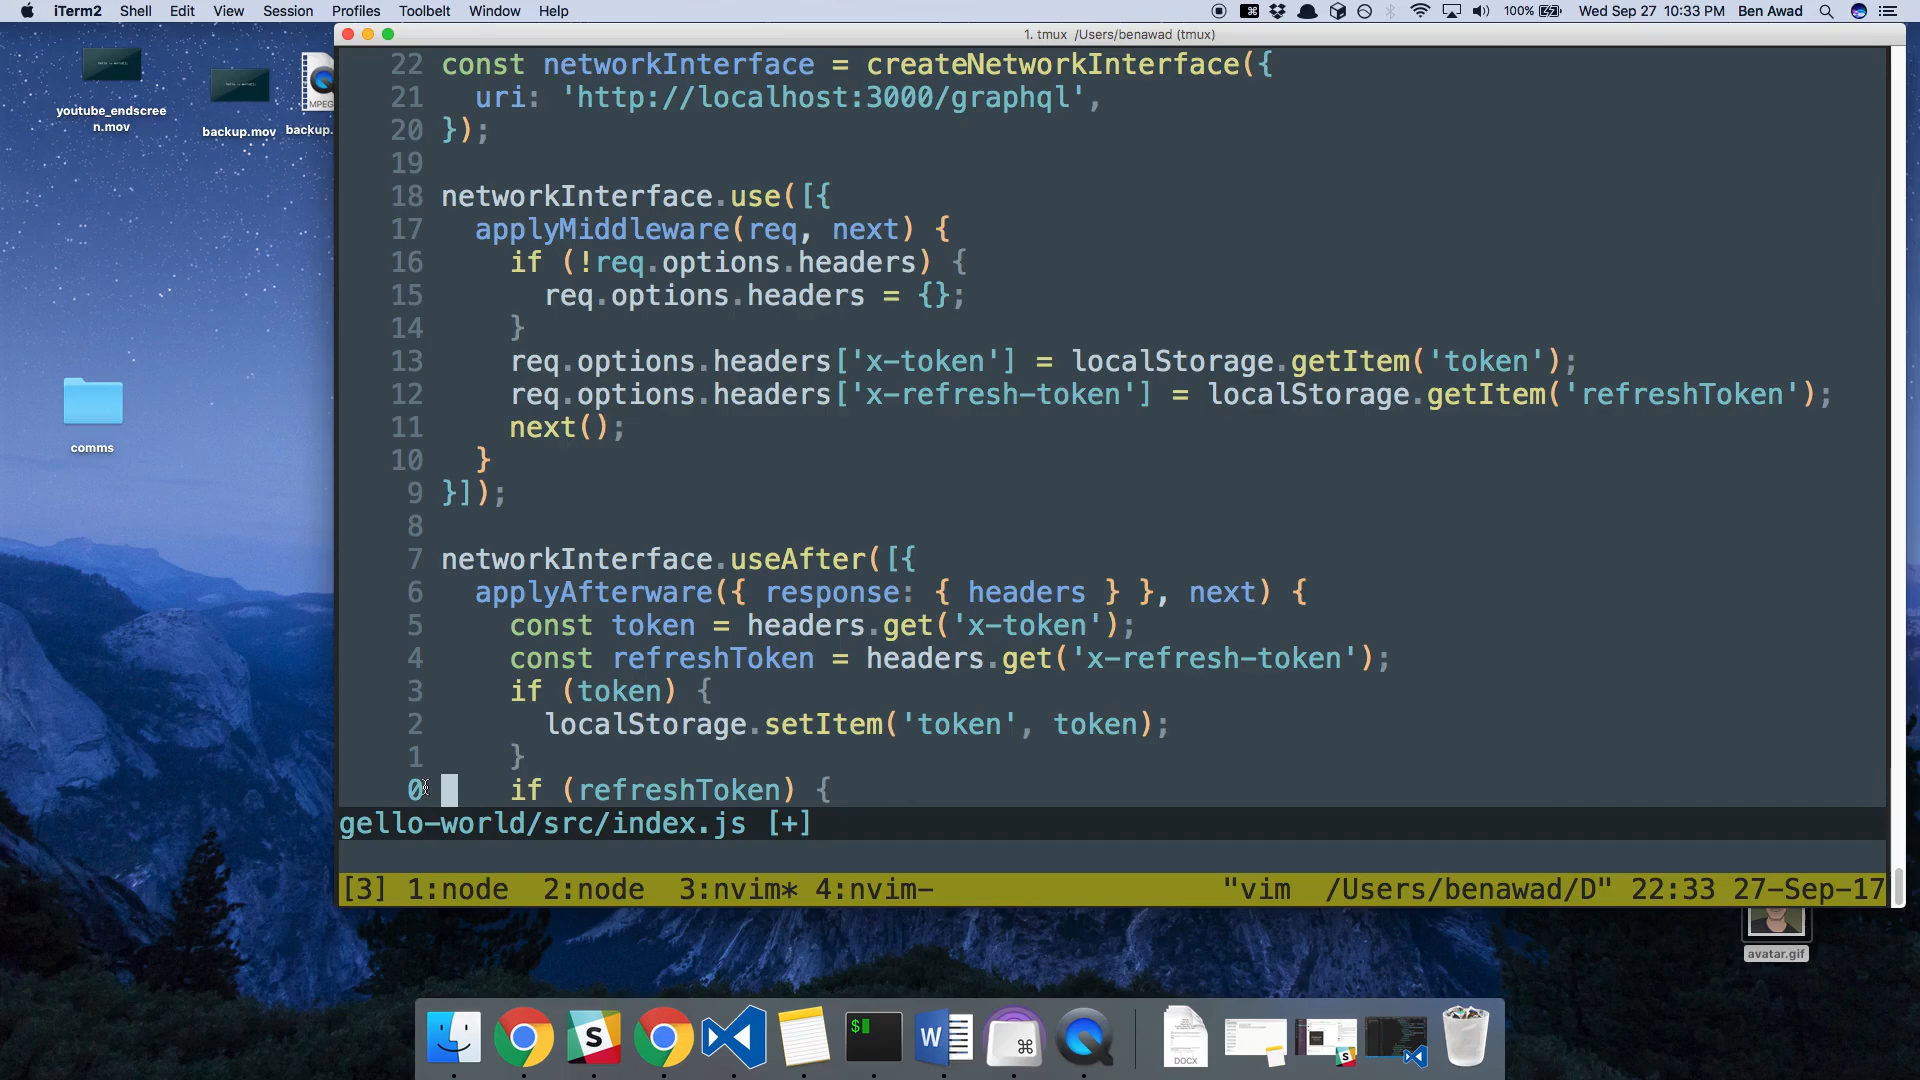 iTerm2 Shell Edit View Session Profiles Toolbelt Window Help 100% Wed Sep 27 10:33 PM Ben Awad
1. tmux /Users/benawad (tmux)
youtube_endscree
n.mov
backup.mov
backup.
MPEG
comms
22 const networkInterface = createNetworkInterface({
21 uri: 'http://localhost:3000/graphql',
20 });
19
18 networkInterface.use([{
17 applyMiddleware(req, next) {
16 if (!req.options.headers) {
15 req.options.headers = {};
14 }
13 req.options.headers['x-token'] = localStorage.getItem('token');
12 req.options.headers['x-refresh-token'] = localStorage.getItem('refreshToken');
11 next();
10 }
9 }]);
8
7 networkInterface.useAfter([{
6 applyAfterware({ response: { headers } }, next) {
5 const token = headers.get('x-token');
4 const refreshToken = headers.get('x-refresh-token');
3 if (token) {
2 localStorage.setItem('token', token);
1 }
0 if (refreshToken) {
gello-world/src/index.js [+]
[3] 1:node 2:node 3:nvim* 4:nvim- "vim /Users/benawad/D" 22:33 27-Sep-17
avatar.gif
S
$
W
⌘
DOCX